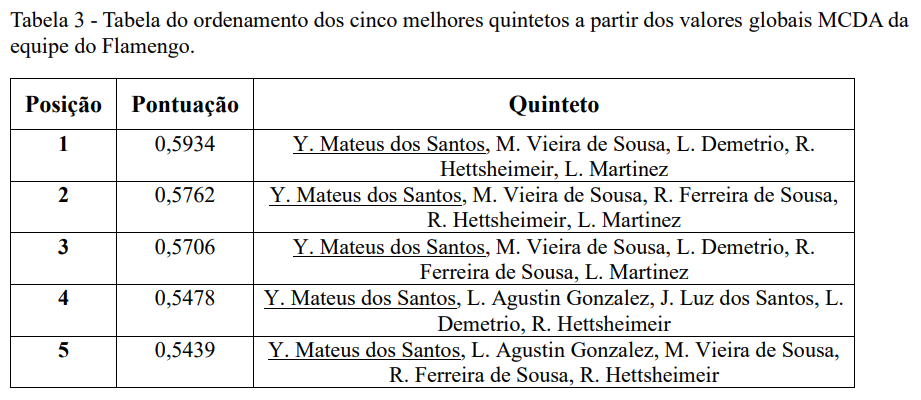 Tabela 3 - Tabela do ordenamento dos cinco melhores quintetos a partir dos valores globais MCDA da
equipe do Flamengo.
Posição Pontuação Quinteto
1 0,5934 Y. Mateus dos Santos, M. Vieira de Sousa, L. Demetrio, R.
Hettsheimeir, L. Martinez
2 0,5762 Y. Mateus dos Santos, M. Vieira de Sousa, R. Ferreira de Sousa,
R. Hettsheimeir, L. Martinez
3 0,5706 Y. Mateus dos Santos, M. Vieira de Sousa, L. Demetrio, R.
Ferreira de Sousa, L. Martinez
4 0,5478 Y. Mateus dos Santos, L. Agustin Gonzalez, J. Luz dos Santos, L.
Demetrio, R. Hettsheimeir
5 0,5439 Y. Mateus dos Santos, L. Agustin Gonzalez, M. Vieira de Sousa,
R. Ferreira de Sousa, R. Hettsheimeir